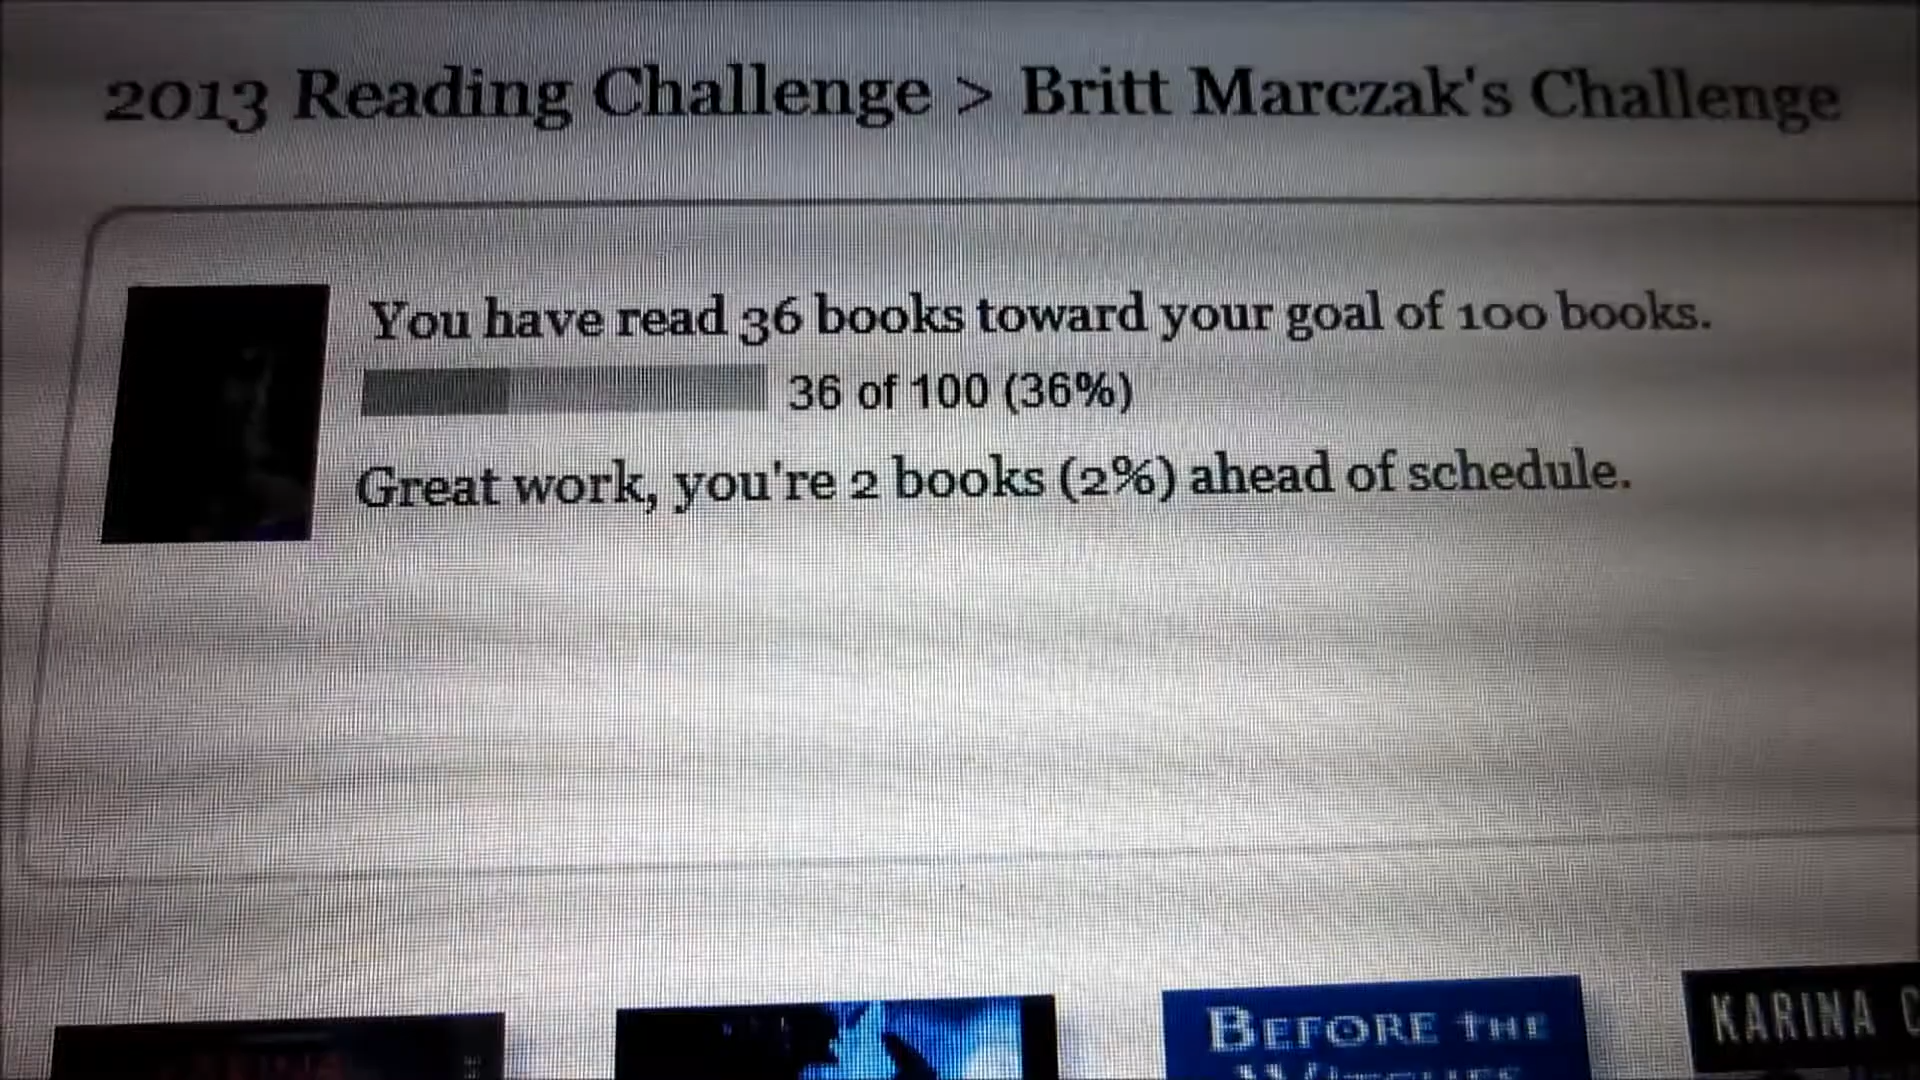 2013 Reading Challenge > Britt Marczak's Challenge
You have read 36 books toward your goal of 100 books.
36 of 100 (36%)
Great work, you're 2 books (2%) ahead of schedule.
BEFORE THE
KARINA C